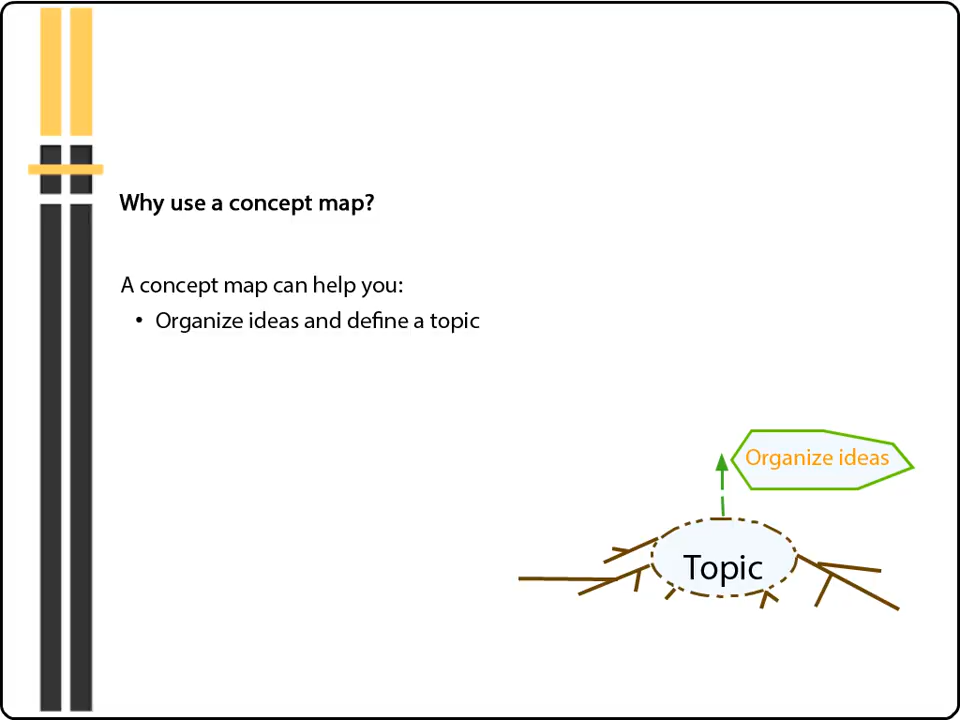 Why use a concept map?
A concept map can help you:
• Organize ideas and define a topic
Organize ideas
Topic